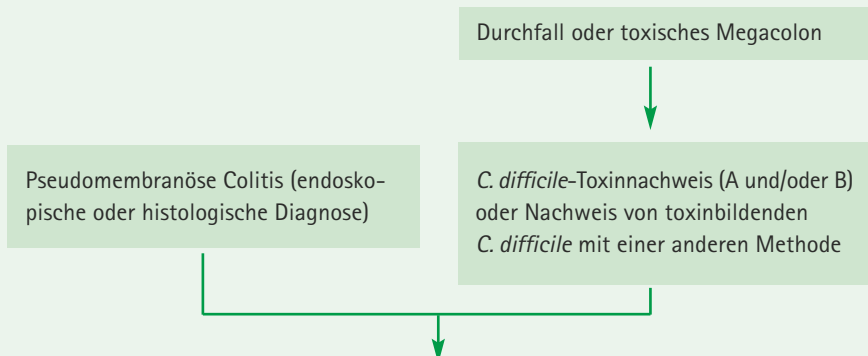 Durchfall oder toxisches Megacolon
Pseudomembranöse Colitis (endosko-
pische oder histologische Diagnose)
C. difficile-Toxinnachweis (A und/oder B)
oder Nachweis von toxinbildenden
C. difficile mit einer anderen Methode